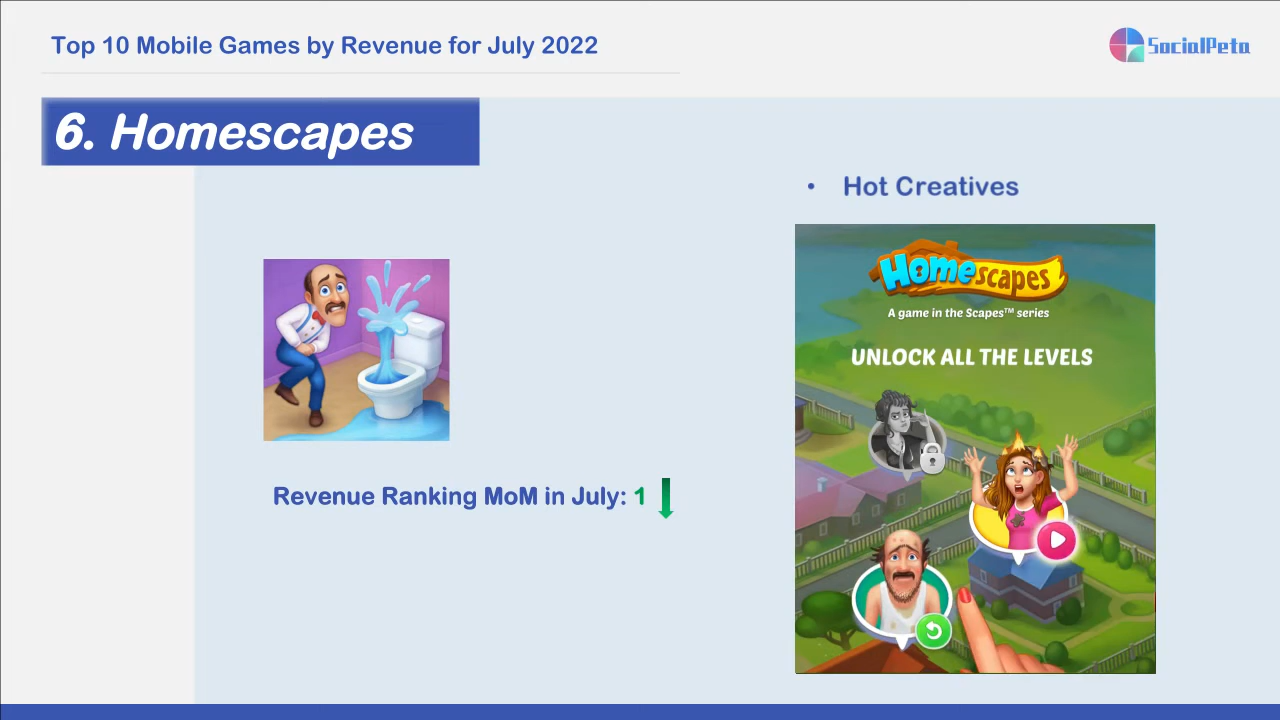 Top 10 Mobile Games by Revenue for July 2022
SocialPeta
6. Homescapes
• Hot Creatives
Homescapes
A game in the Scapes™ series
UNLOCK ALL THE LEVELS
Revenue Ranking MoM in July: 1